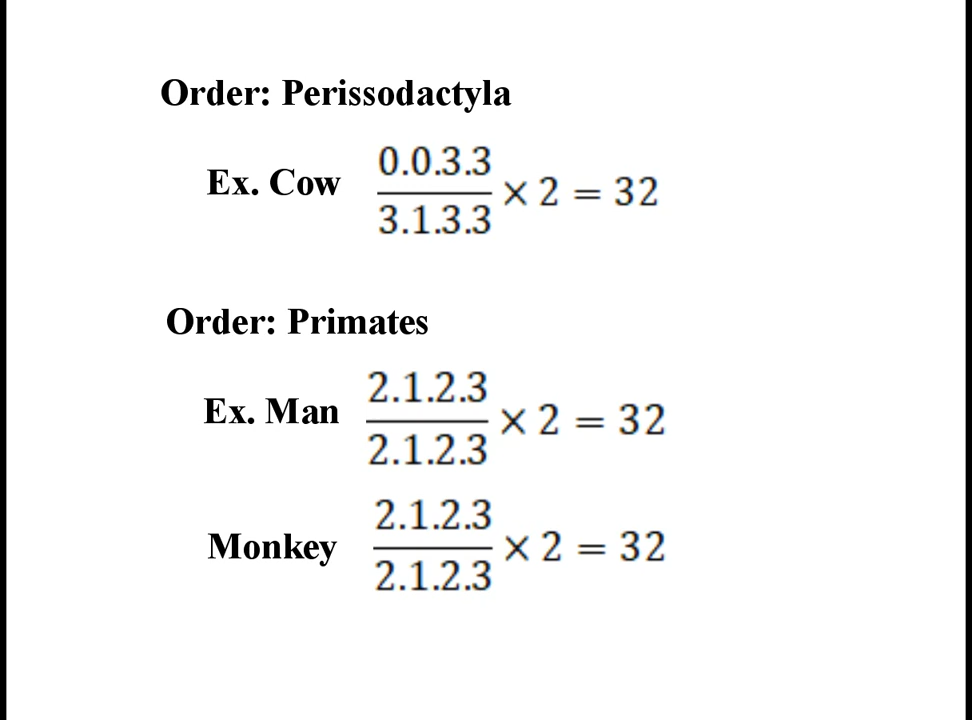 Order: Perissodactyla
Ex. Cow 0.0.3.3 / 3.1.3.3 × 2 = 32
Order: Primates
Ex. Man 2.1.2.3 / 2.1.2.3 × 2 = 32
Monkey 2.1.2.3 / 2.1.2.3 × 2 = 32